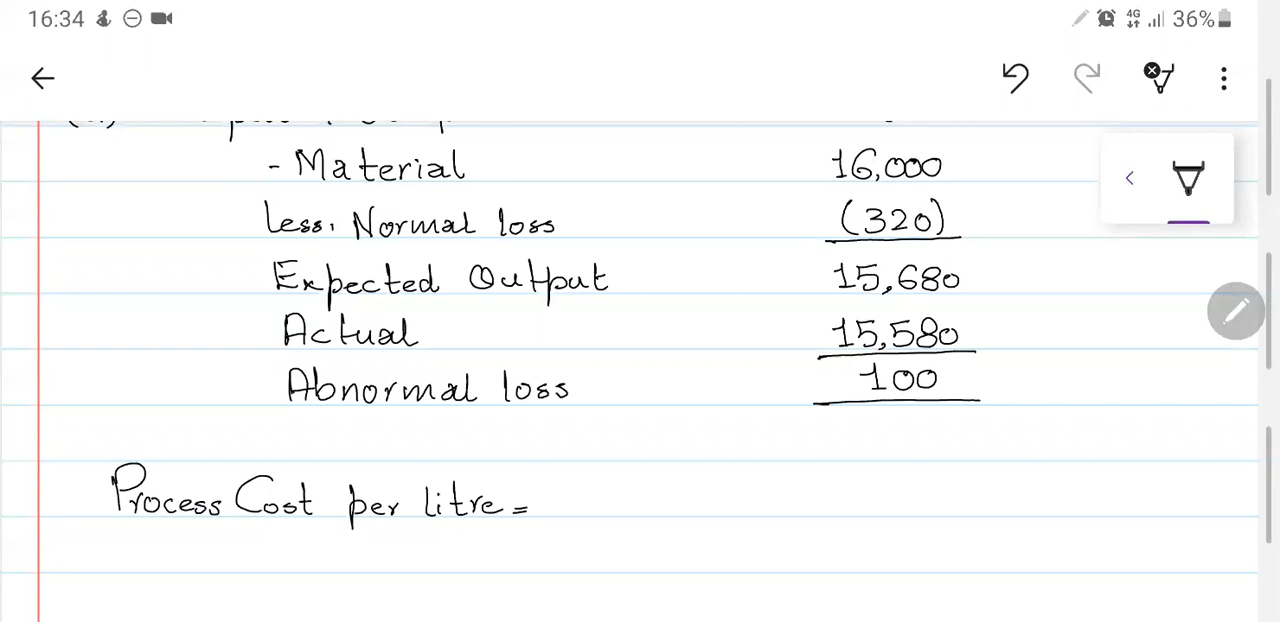 16:34 4G 36%
- Material 16,000
Less: Normal loss (320)
Expected Output 15,680
Actual 15,580
Abnormal loss 100
Process Cost per litre =